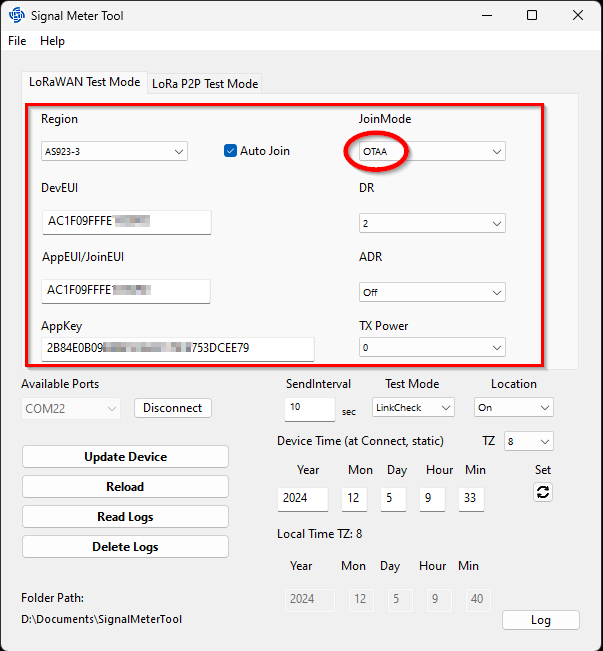 Signal Meter Tool
File Help
LoRaWAN Test Mode LoRa P2P Test Mode
Region JoinMode
AS923-3 Auto Join OTAA
DevEUI DR
AC1F09FFFE 2
AppEUI/JoinEUI ADR
AC1F09FFFE Off
AppKey TX Power
2B84E0B09 753DCEE79 0
Available Ports SendInterval Test Mode Location
COM22 Disconnect 10 sec LinkCheck On
Device Time (at Connect, static) TZ 8
Update Device
Year Mon Day Hour Min Set
Reload
2024 12 5 9 33
Read Logs
Local Time TZ: 8
Delete Logs
Year Mon Day Hour Min
Folder Path: 2024 12 5 9 40
D:\Documents\SignalMeterTool Log